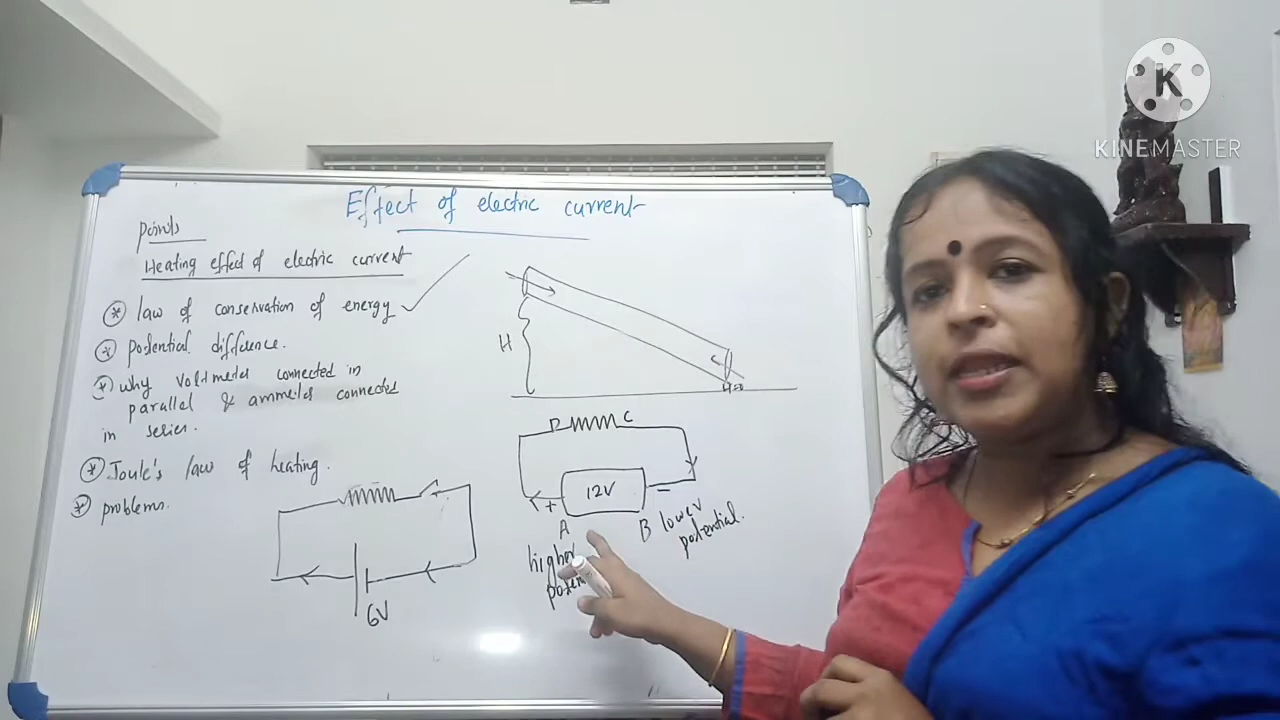 Effect of electric current
points
Heating effect of electric current
law of conservation of energy
potential difference.
why voltmeter connected in
parallel & ammeter connected
in series.
Joule's law of heating.
problems.
H
H=0
D C
12V
+ −
A B
higher
lower
potential.
6V
K
KINEMASTER